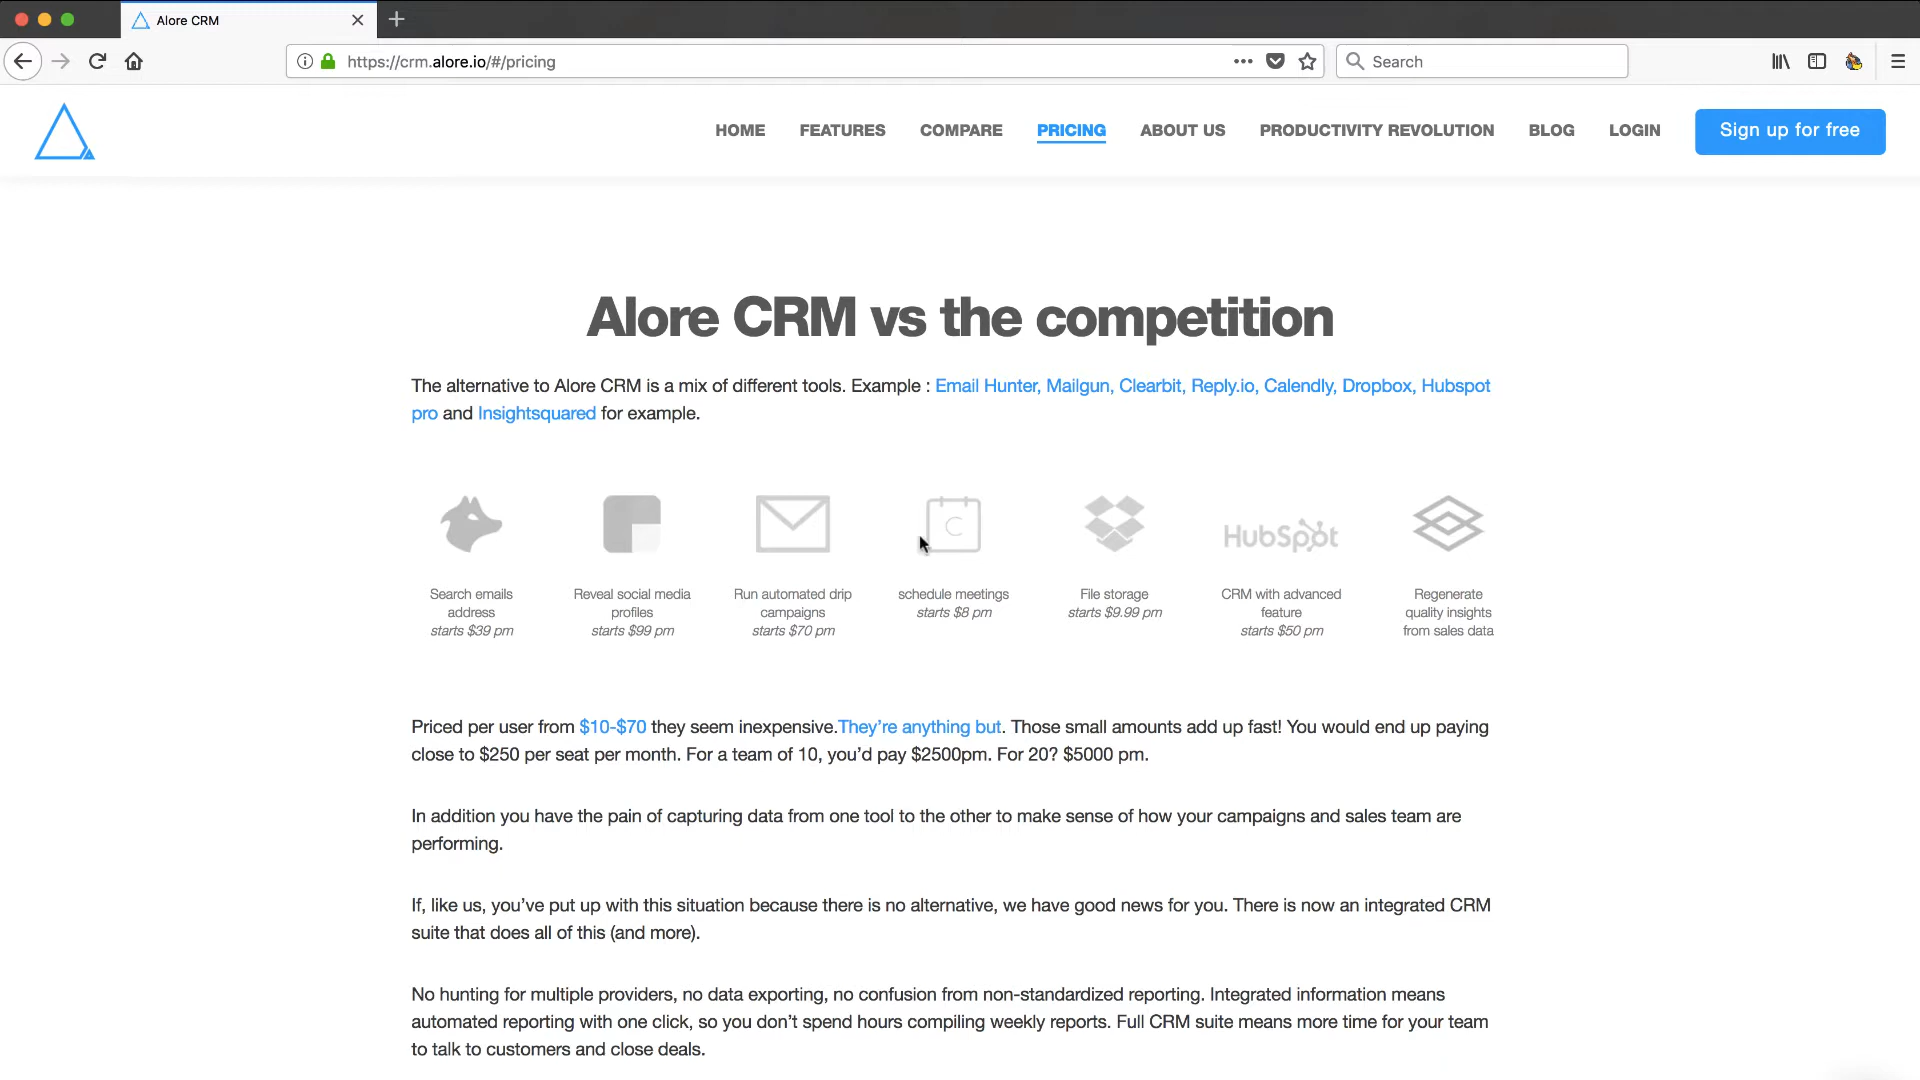 Alore CRM
https://crm.alore.io/#/pricing
Search
HOME FEATURES COMPARE PRICING ABOUT US PRODUCTIVITY REVOLUTION BLOG LOGIN Sign up for free
Alore CRM vs the competition
The alternative to Alore CRM is a mix of different tools. Example : Email Hunter, Mailgun, Clearbit, Reply.io, Calendly, Dropbox, Hubspot
pro and Insightsquared for example.
C
HubSpot
Search emails
address
starts $39 pm
Reveal social media
profiles
starts $99 pm
Run automated drip
campaigns
starts $70 pm
schedule meetings
starts $8 pm
File storage
starts $9.99 pm
CRM with advanced
feature
starts $50 pm
Regenerate
quality insights
from sales data
Priced per user from $10-$70 they seem inexpensive.They're anything but. Those small amounts add up fast! You would end up paying
close to $250 per seat per month. For a team of 10, you'd pay $2500pm. For 20? $5000 pm.
In addition you have the pain of capturing data from one tool to the other to make sense of how your campaigns and sales team are
performing.
If, like us, you've put up with this situation because there is no alternative, we have good news for you. There is now an integrated CRM
suite that does all of this (and more).
No hunting for multiple providers, no data exporting, no confusion from non-standardized reporting. Integrated information means
automated reporting with one click, so you don't spend hours compiling weekly reports. Full CRM suite means more time for your team
to talk to customers and close deals.